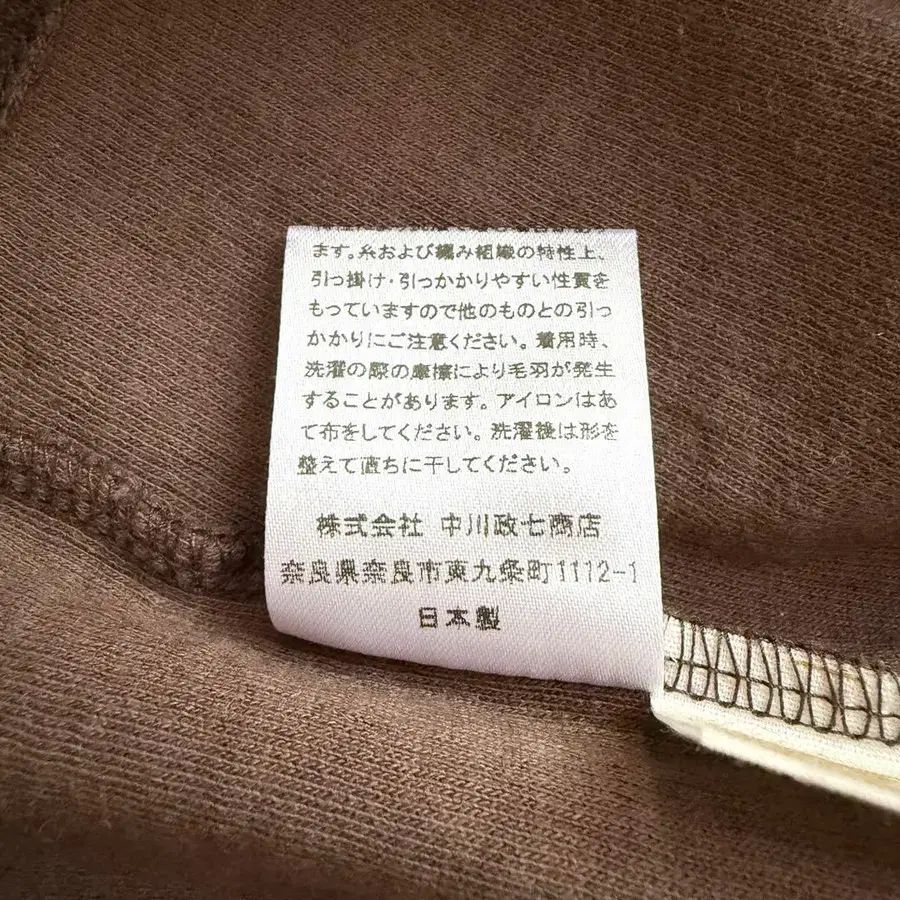 ます。糸および編み組織の特性上、
引っ掛け・引っかかりやすい性質を
もっていますので他のものとの引っ
かかりにご注意ください。着用時、
洗濯の際の摩擦により毛羽が発生
することがあります。アイロンはあ
て布をしてください。洗濯後は形を
整えて直ちに干してください。
株式会社 中川政七商店
奈良県奈良市東九条町1112-1
日本製